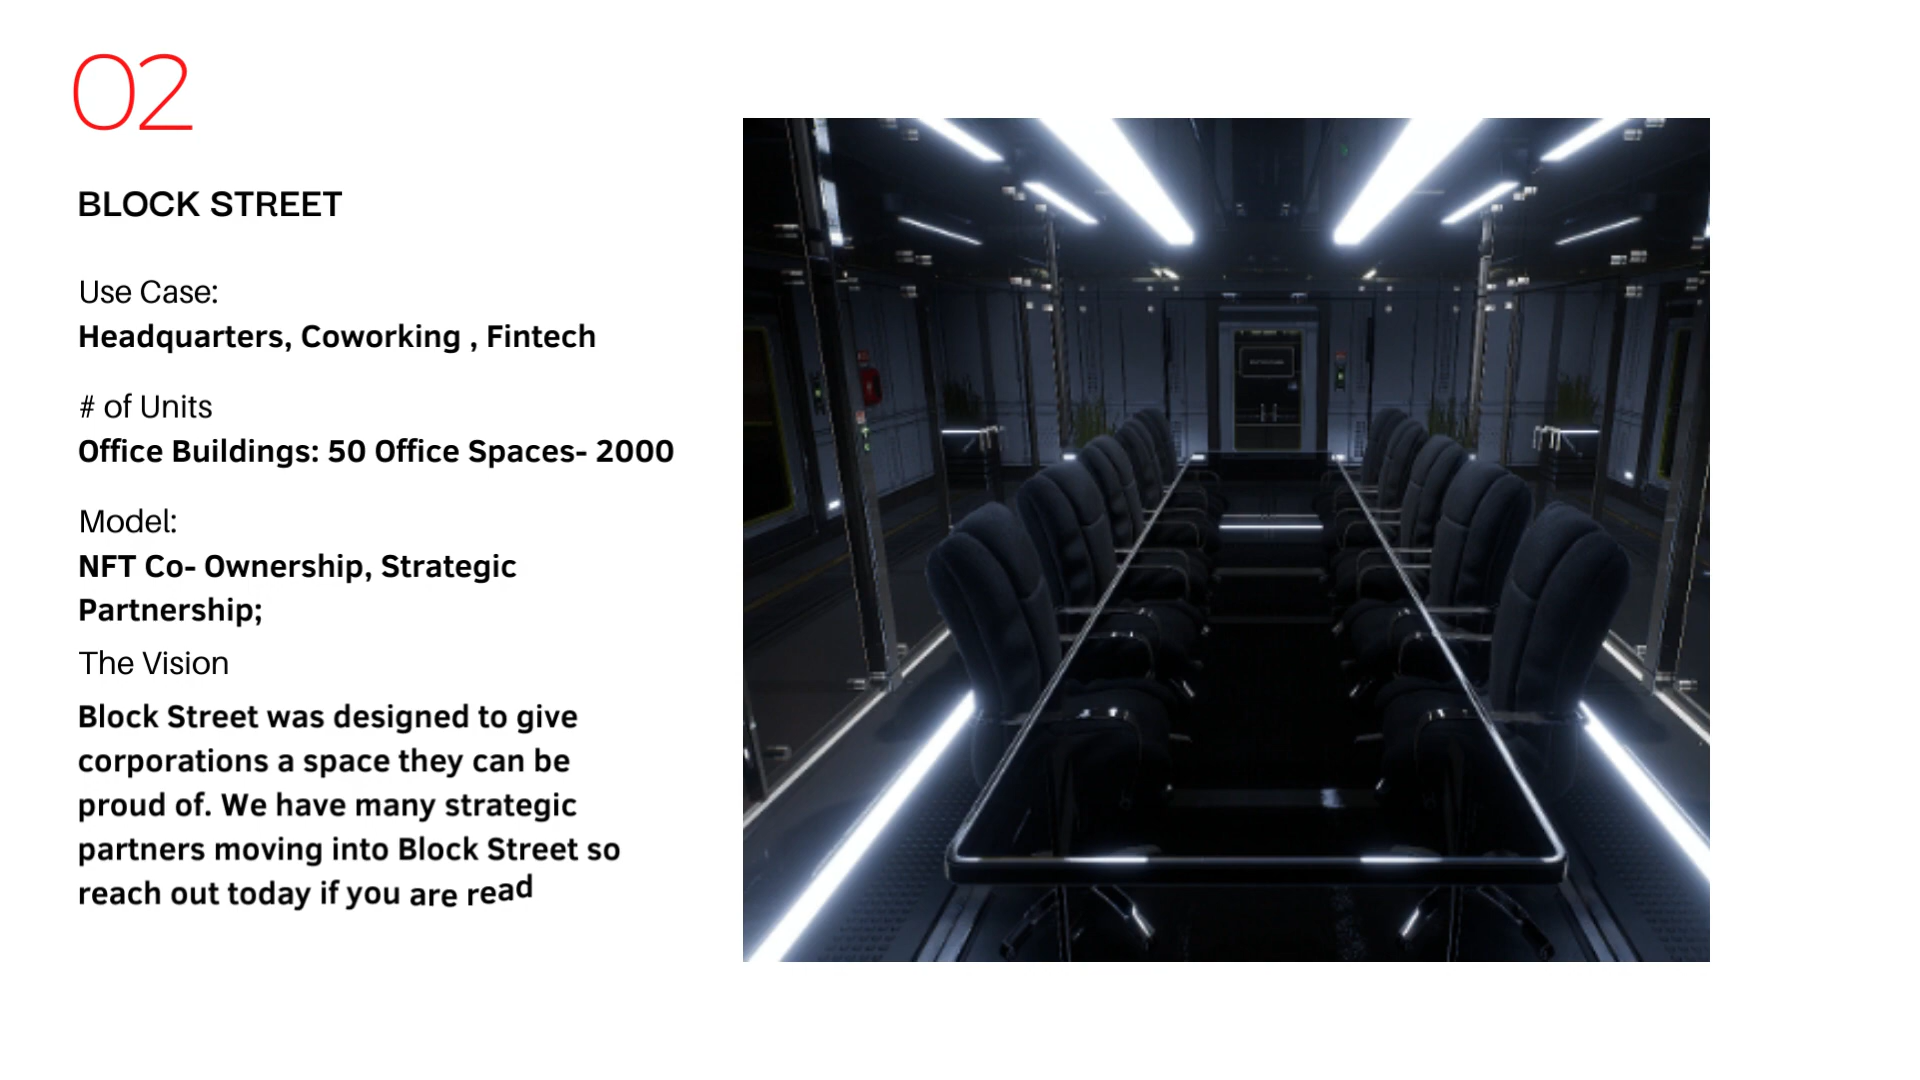 02
BLOCK STREET
Use Case:
Headquarters, Coworking , Fintech
# of Units
Office Buildings: 50 Office Spaces- 2000
Model:
NFT Co- Ownership, Strategic
Partnership;
The Vision
Block Street was designed to give
corporations a space they can be
proud of. We have many strategic
partners moving into Block Street so
reach out today if you are read